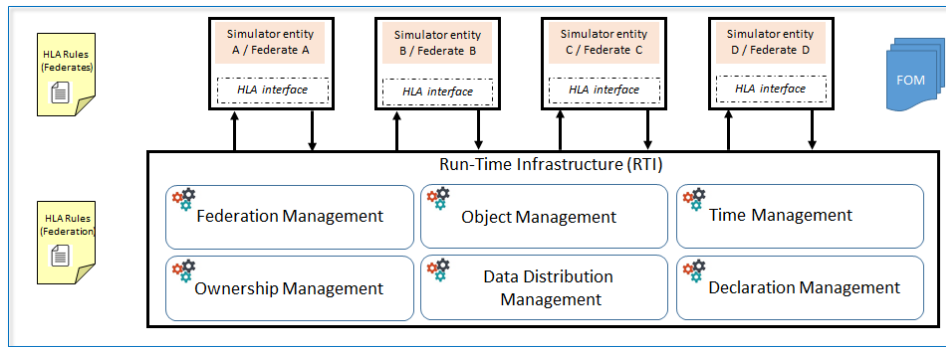 HLA Rules
(Federates)
Simulator entity
A / Federate A
HLA interface
Simulator entity
B / Federate B
HLA interface
Simulator entity
C / Federate C
HLA interface
Simulator entity
D / Federate D
HLA interface
FOM
Run-Time Infrastructure (RTI)
HLA Rules
(Federation)
Federation Management
Object Management
Time Management
Ownership Management
Data Distribution
Management
Declaration Management